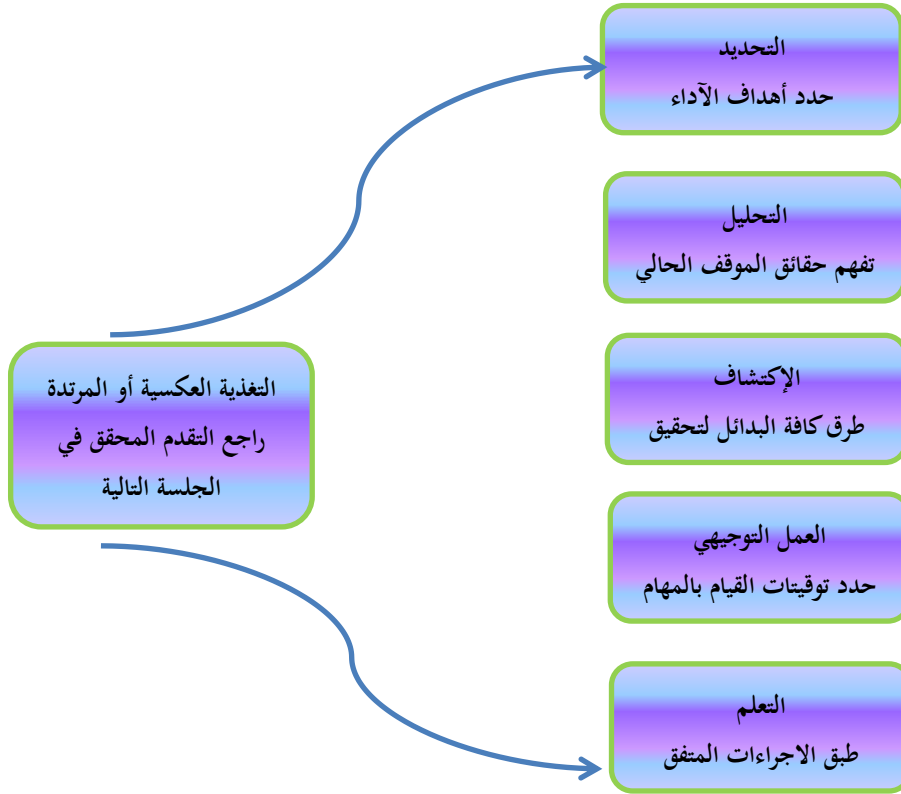 التحديد
حدد أهداف الآداء
التحليل
تفهم حقائق الموقف الحالي
الإكتشاف
طرق كافة البدائل لتحقيق
العمل التوجيهي
حدد توقيتات القيام بالمهام
التعلم
طبق الاجراءات المتفق
التغذية العكسية أو المرتدة
راجع التقدم المحقق في
الجلسة التالية